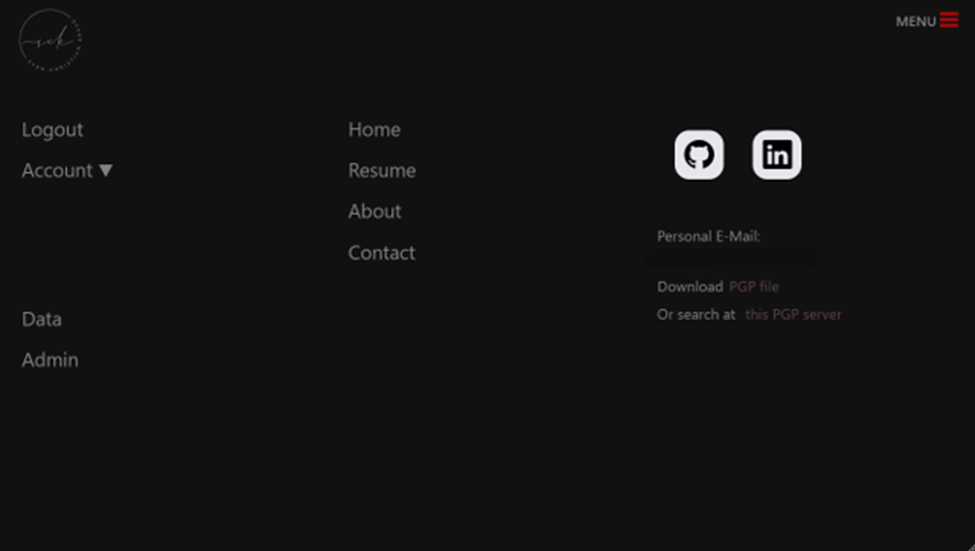 MENU
Logout
Account ▼
Data
Admin
Home
Resume
About
Contact
in
Personal E-Mail:
Download PGP file
Or search at this PGP server